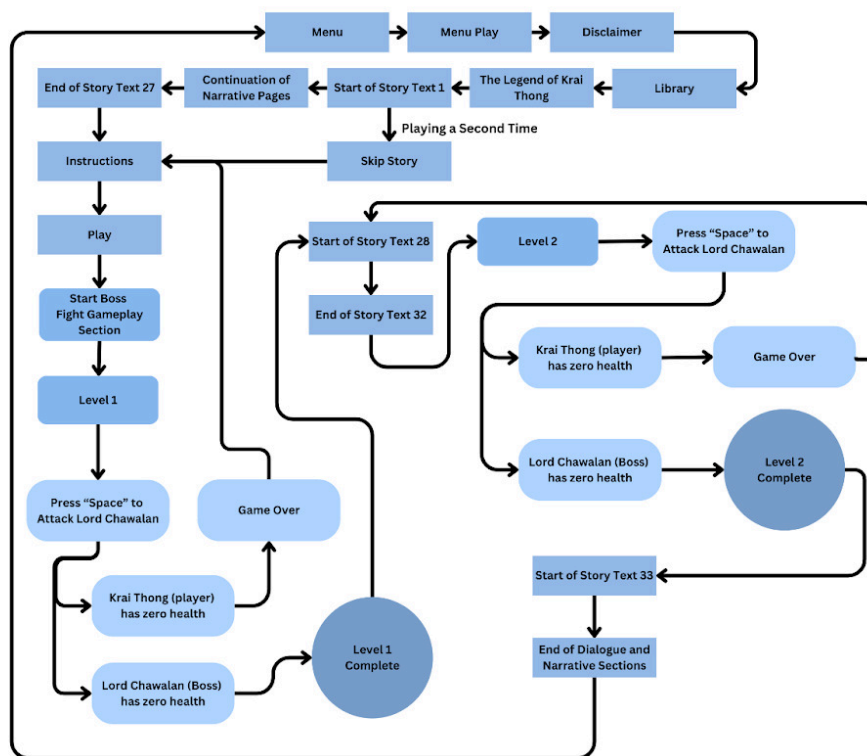 Menu
Menu Play
Disclaimer
End of Story Text 27
Continuation of
Narrative Pages
Start of Story Text 1
The Legend of Krai
Thong
Library
Playing a Second Time
Instructions
Skip Story
Play
Start Boss
Fight Gameplay
Section
Level 1
Press “Space” to
Attack Lord Chawalan
Game Over
Krai Thong (player)
has zero health
Lord Chawalan (Boss)
has zero health
Level 1
Complete
Start of Story Text 28
End of Story Text 32
Level 2
Press “Space” to
Attack Lord Chawalan
Krai Thong (player)
has zero health
Game Over
Lord Chawalan (Boss)
has zero health
Level 2
Complete
Start of Story Text 33
End of Dialogue and
Narrative Sections